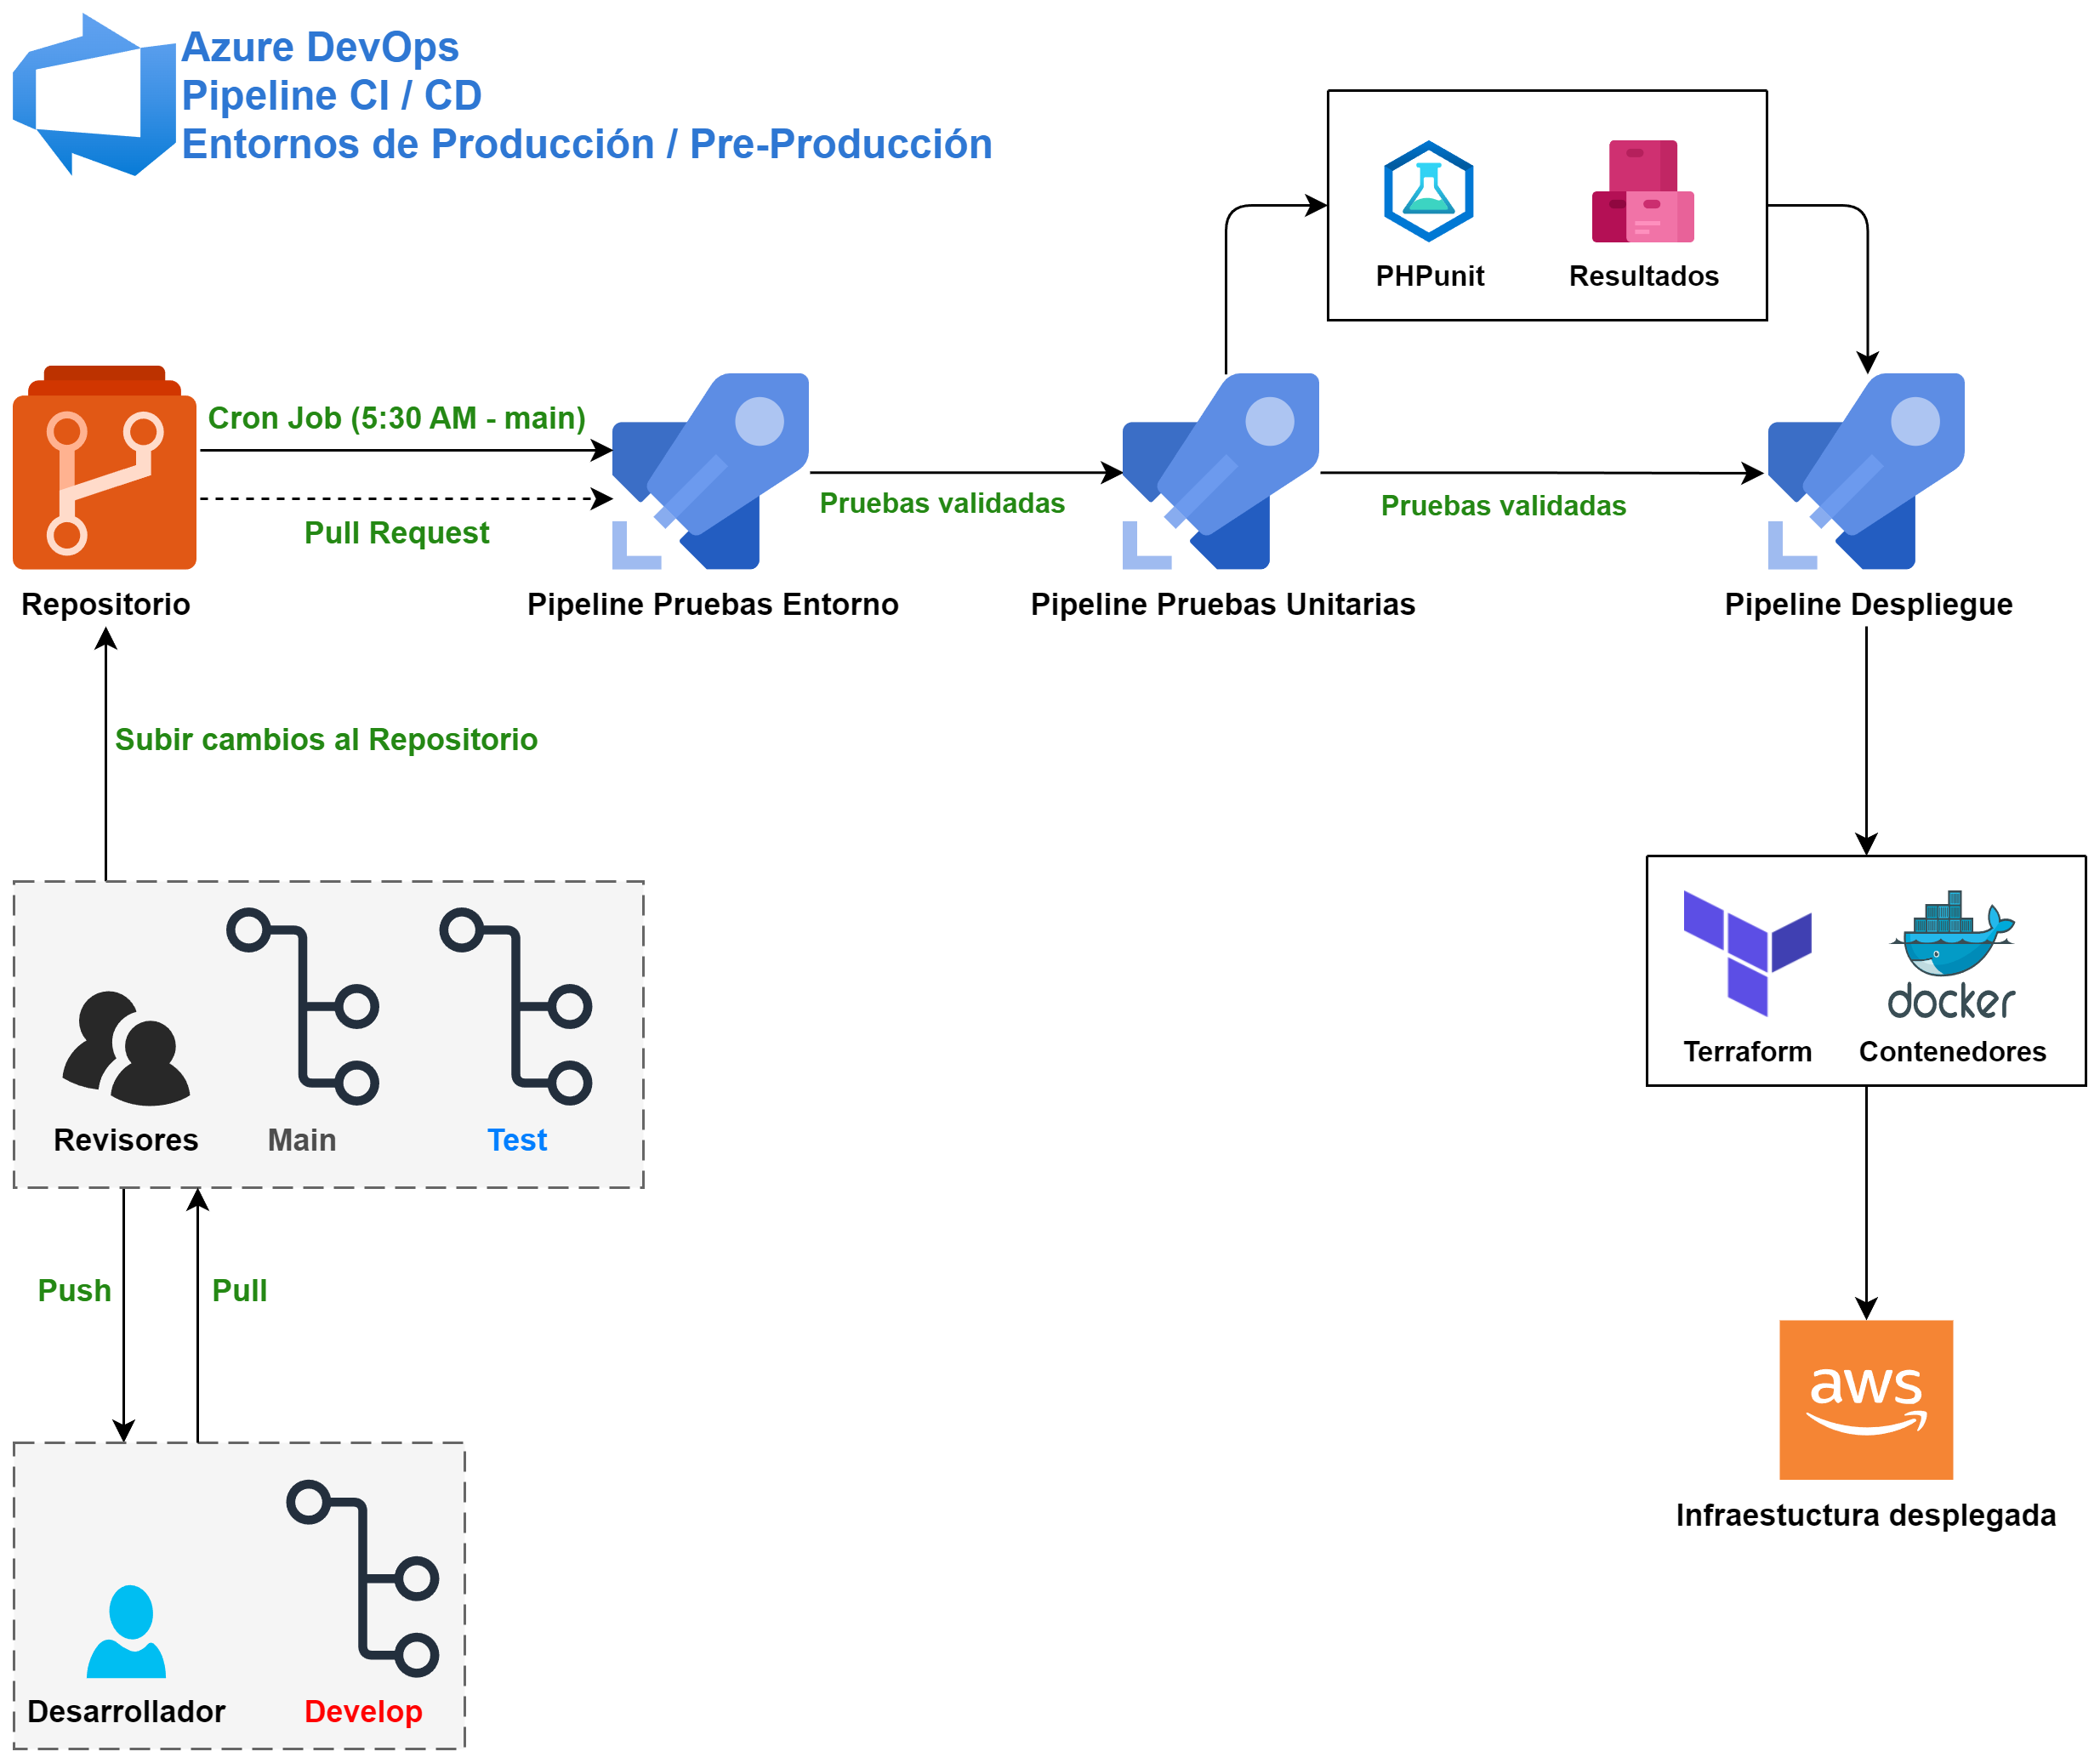 Azure DevOps
Pipeline CI / CD
Entornos de Producción / Pre-Producción
PHPunit
Resultados
Cron Job (5:30 AM - main)
Pull Request
Pruebas validadas
Pruebas validadas
Repositorio
Pipeline Pruebas Entorno
Pipeline Pruebas Unitarias
Pipeline Despliegue
Subir cambios al Repositorio
docker
Terraform
Contenedores
Revisores
Main
Test
Push
Pull
aws
Infraestuctura desplegada
Desarrollador
Develop